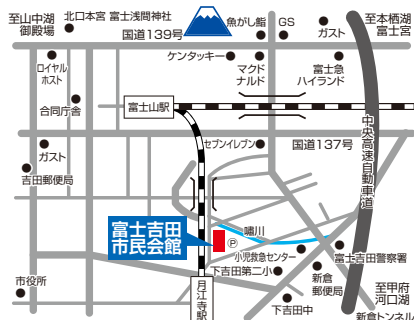 至山中湖
御殿場
北口本宮 富士浅間神社
国道139号
魚がし鮨
GS
ガスト
至本栖湖
富士宮
ロイヤル
ホスト
ケンタッキー
マクド
ナルド
富士急
ハイランド
合同庁舎
富士山駅
中央高速自動車道
セブンイレブン
国道137号
ガスト
吉田郵便局
富士吉田
市民会館
P
嘯川
小児救急センター
富士吉田警察署
下吉田第二小
新倉
郵便局
至甲府
河口湖
市役所
月江寺駅
下吉田中
新倉トンネル